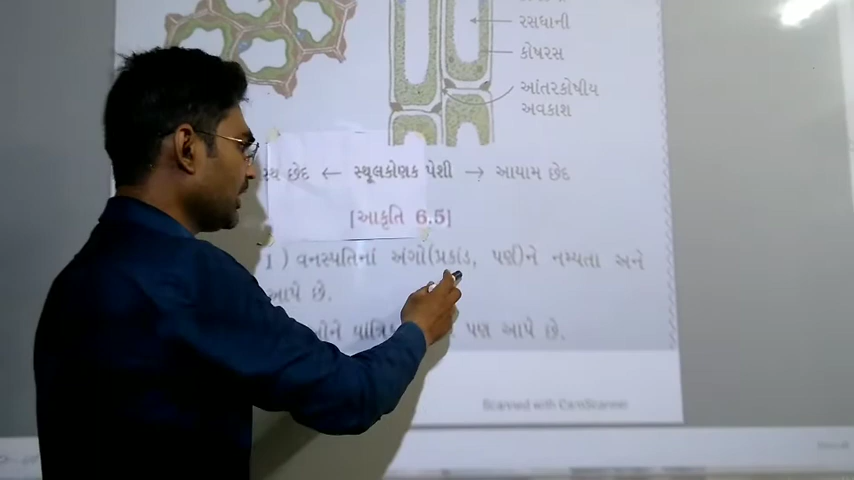 રસધાની
કોષરસ
આંતરકોષીય
અવકાશ
છેદ ← સ્થૂલકોણક પેશી → આયામ છેદ
[આકૃતિ 6.5]
1) વનસ્પતિનાં અંગો(પ્રકાંડ, પર્ણ)ને નમ્યતા અને
આપે છે.
પણ આપે છે.
Scanned with CamScanner